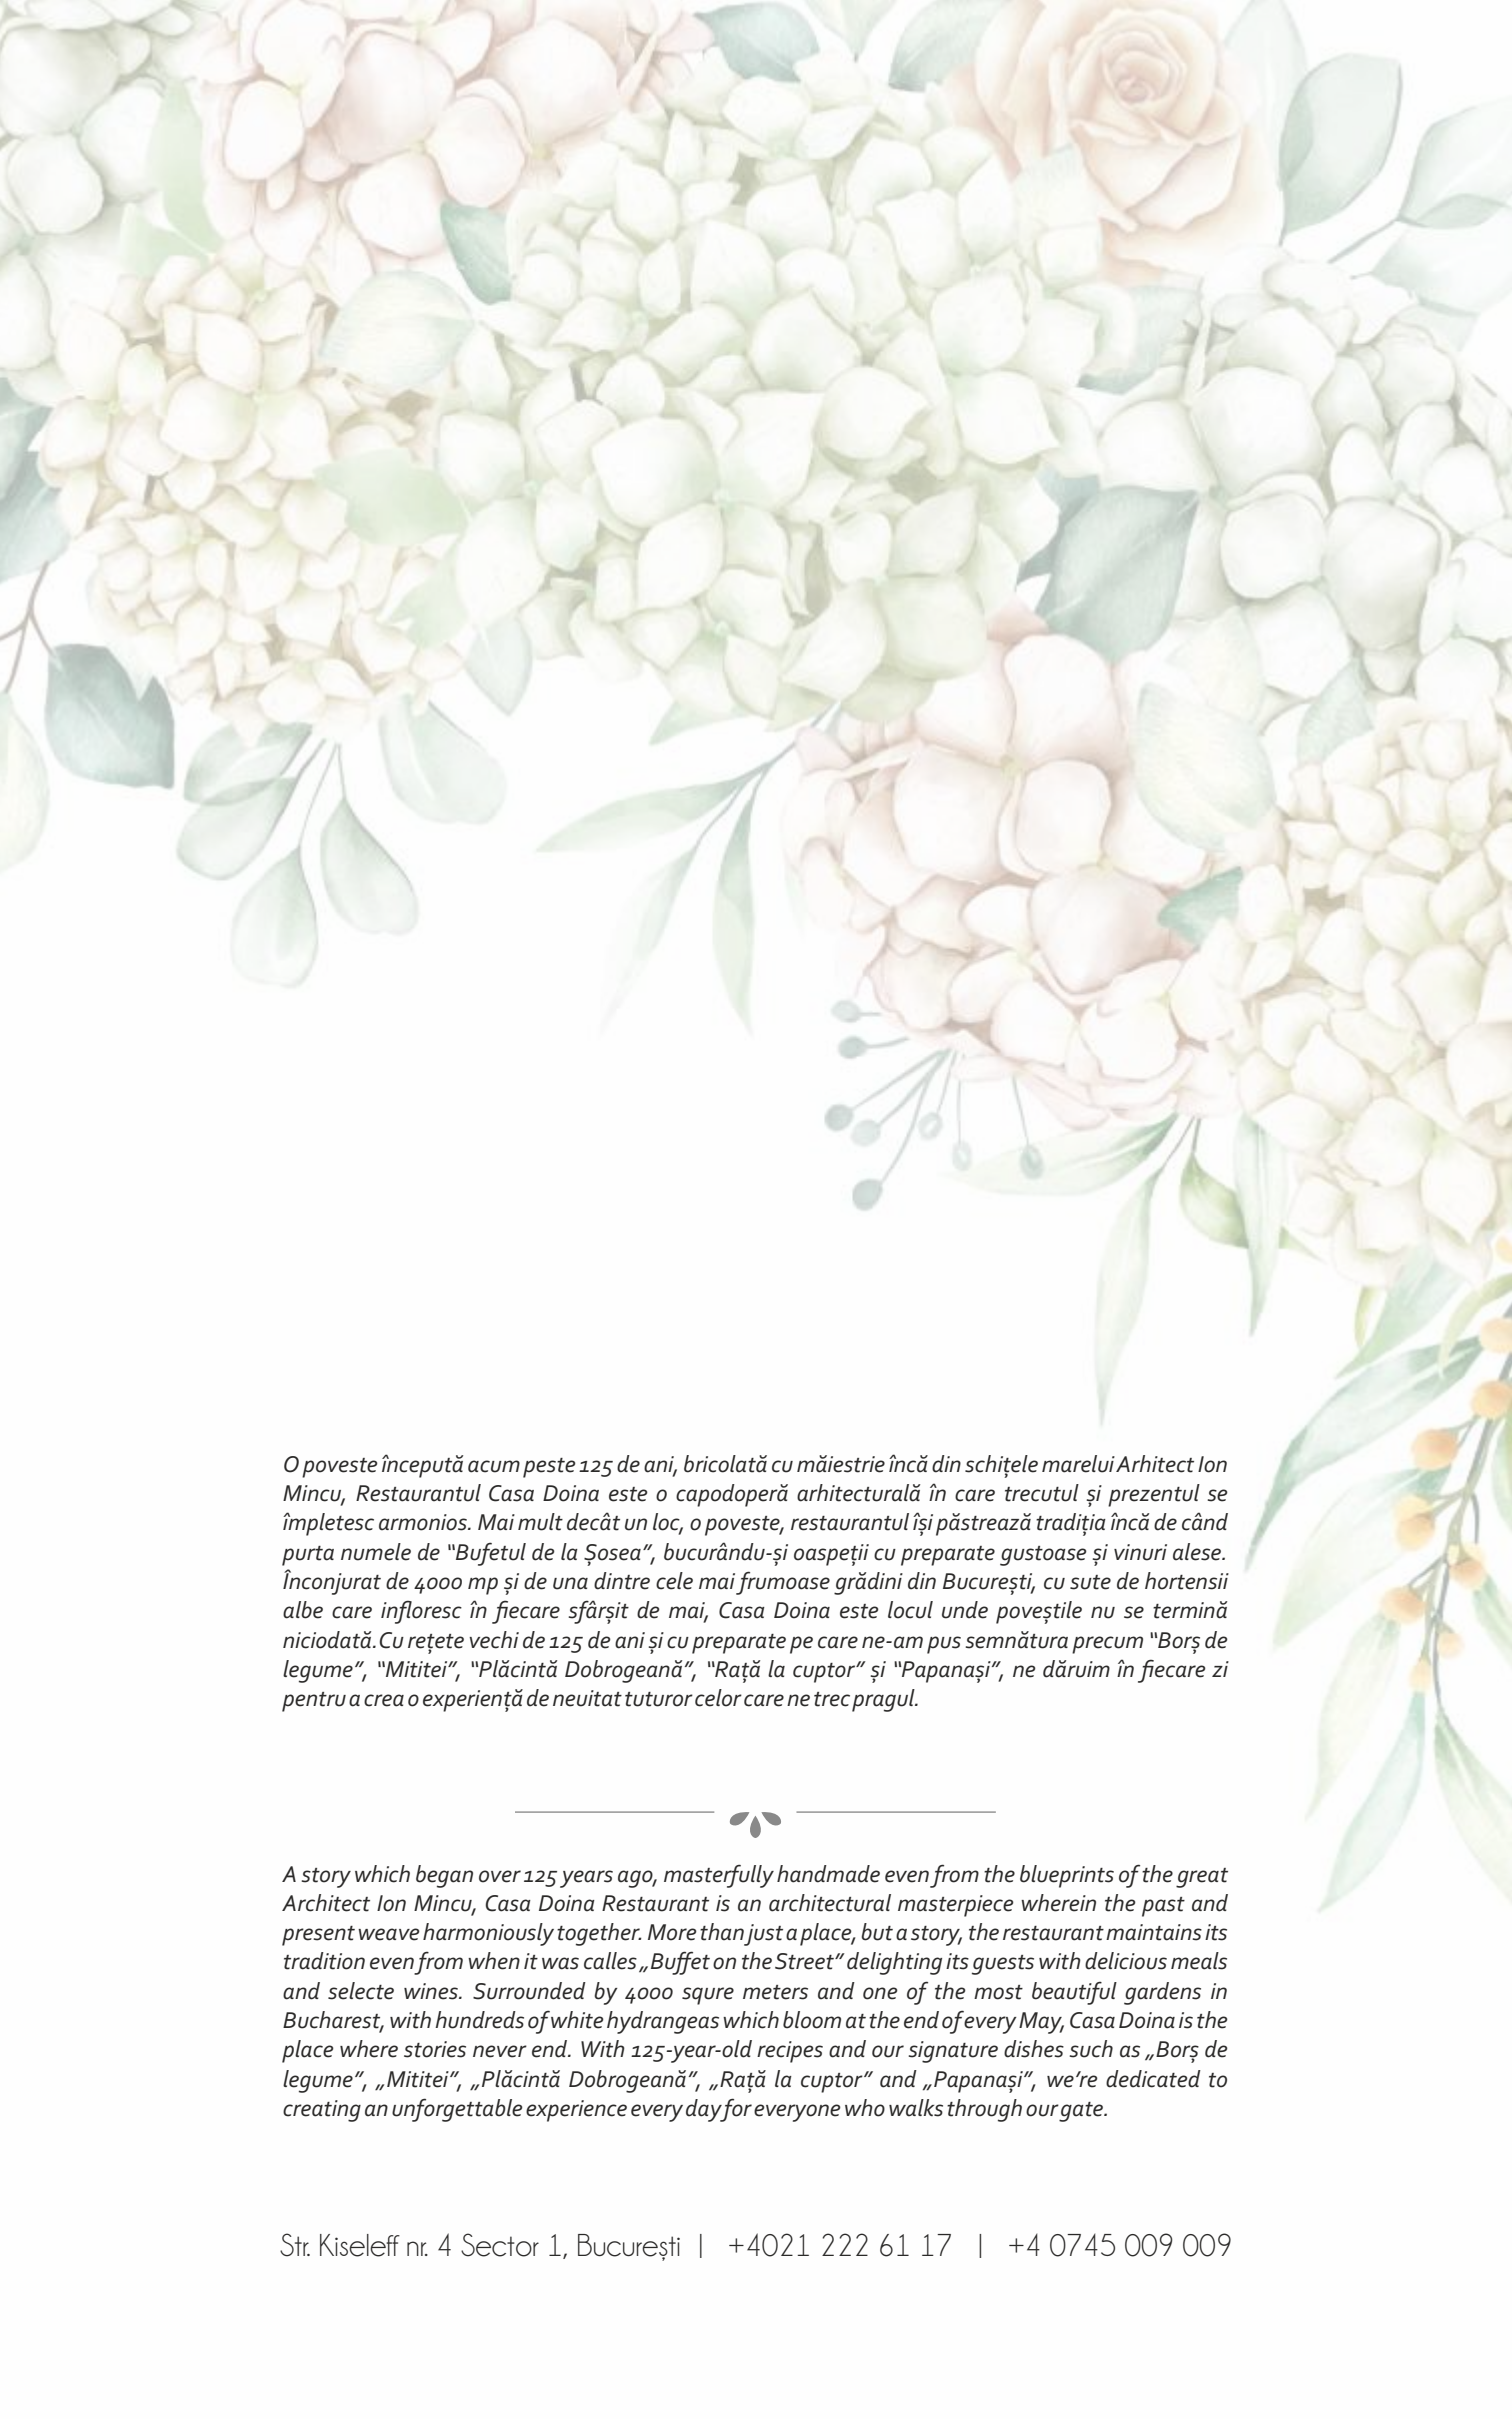 O poveste începută acum peste 125 de ani, bricolată cu măiestrie încă din schițele marelui Arhitect Ion
Mincu, Restaurantul Casa Doina este o capodoperă arhitecturală în care trecutul și prezentul se
împletesc armonios. Mai mult decât un loc, o poveste, restaurantul își păstrează tradiția încă de când
purta numele de “Bufetul de la Șosea”, bucurându-și oaspeții cu preparate gustoase și vinuri alese.
Înconjurat de 4000 mp și de una dintre cele mai frumoase grădini din București, cu sute de hortensii
albe care infloresc în fiecare sfârșit de mai, Casa Doina este locul unde poveștile nu se termină
niciodată.Cu rețete vechi de 125 de ani și cu preparate pe care ne-am pus semnătura precum “Borș de
legume”, “Mititei”, “Plăcintă Dobrogeană”, “Rață la cuptor” și “Papanași”, ne dăruim în fiecare zi
pentru a crea o experiență de neuitat tuturor celor care ne trec pragul.
A story which began over 125 years ago, masterfully handmade even from the blueprints of the great
Architect Ion Mincu, Casa Doina Restaurant is an architectural masterpiece wherein the past and
present weave harmoniously together. More than just a place, but a story, the restaurant maintains its
tradition even from when it was calles „Buffet on the Street” delighting its guests with delicious meals
and selecte wines. Surrounded by 4000 squre meters and one of the most beautiful gardens in
Bucharest, with hundreds of white hydrangeas which bloom at the end of every May, Casa Doina is the
place where stories never end. With 125-year-old recipes and our signature dishes such as „Borș de
legume”, „Mititei”, „Plăcintă Dobrogeană”, „Rață la cuptor” and „Papanași”, we’re dedicated to
creating an unforgettable experience every day for everyone who walks through our gate.
Str. Kiseleff nr. 4 Sector 1, București | +4021 222 61 17 | +4 0745 009 009